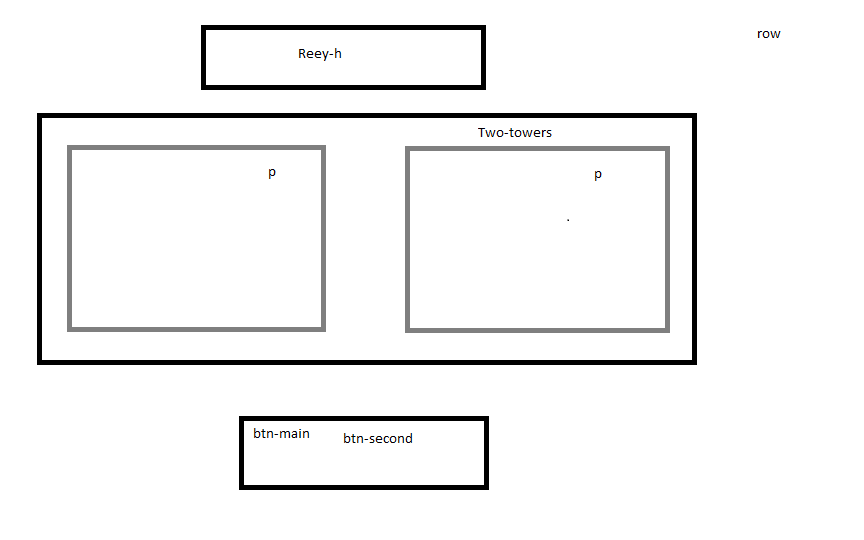 row
Reey-h
Two-towers
p
p
.
btn-main
btn-second